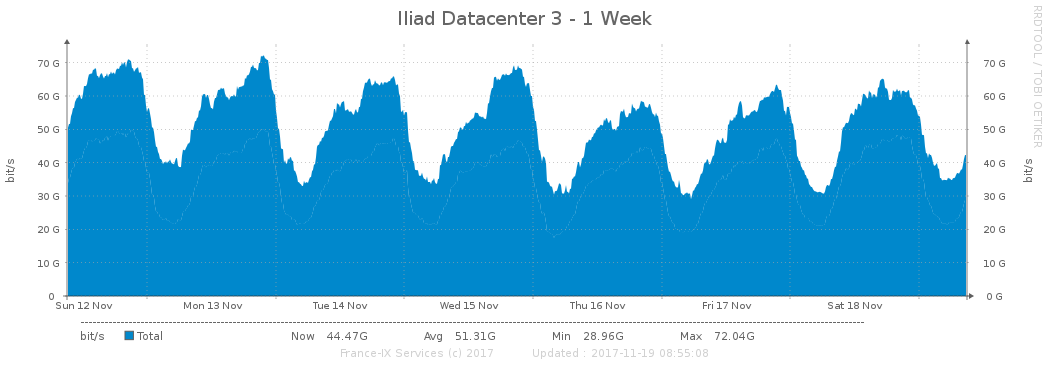 Iliad Datacenter 3 - 1 Week
RRDTOOL / TOBI OETIKER
bit/s
bit/s
70 G 70 G
60 G 60 G
50 G 50 G
40 G 40 G
30 G 30 G
20 G 20 G
10 G 10 G
0 0 G
Sun 12 Nov Mon 13 Nov Tue 14 Nov Wed 15 Nov Thu 16 Nov Fri 17 Nov Sat 18 Nov
bit/s Total Now 44.47G Avg 51.31G Min 28.96G Max 72.04G
France-IX Services (c) 2017 Updated : 2017-11-19 08:55:08